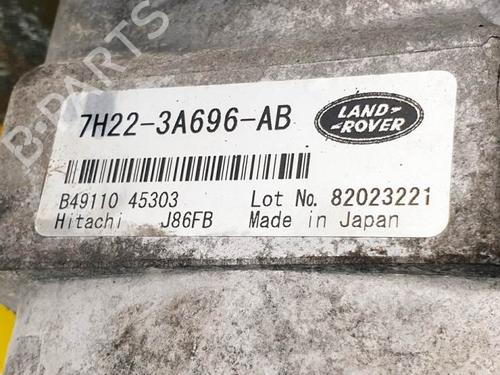 7H22-3A696-AB
LAND-
-ROVER
B49110 45303 Lot No. 82023221
Hitachi J86FB Made in Japan
B-PARTS